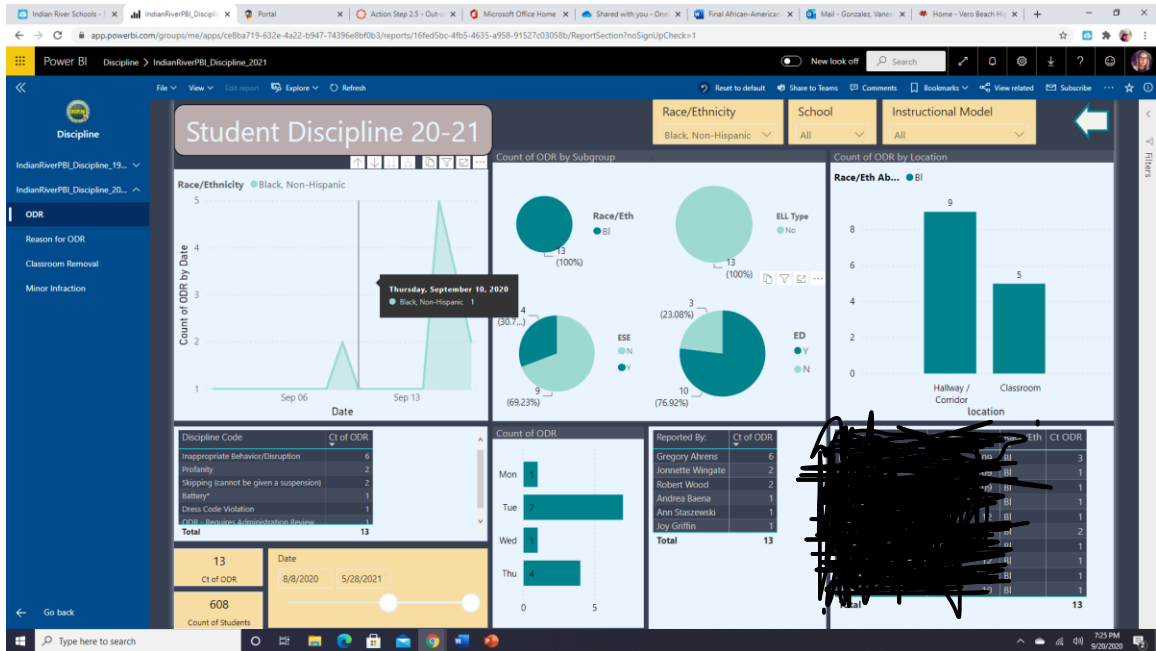 Indian River Schools - I
IndianRiverPBI_Discipli
Portal
Action Step 2.5 - Out-o
Microsoft Office Home
Shared with you - One
Final African-American
Mail - Gonzalez, Vanes
Home - Vero Beach Hi
app.powerbi.com/groups/me/apps/ce8ba719-632e-4a22-b947-74396e8bf0b3/reports/16fed5bc-4fb5-4635-a958-91527c03058b/ReportSection?noSignUpCheck=1
Power BI Discipline > IndianRiverPBI_Discipline_2021
New look off
Search
File View Edit report Explore Refresh
Reset to default Share to Teams Comments Bookmarks View related Subscribe ...
Discipline
IndianRiverPBI_Discipline_19...
IndianRiverPBI_Discipline_20...
ODR
Reason for ODR
Classroom Removal
Minor Infraction
Go back
Filters
Student Discipline 20-21
Race/Ethnicity
Black, Non-Hispanic
School
All
Instructional Model
All
Race/Ethnicity Black, Non-Hispanic
Count of ODR by Date
5
4
3
2
1
Sep 06
Sep 13
Date
Thursday, September 10, 2020
Black, Non-Hispanic 1
Count of ODR by Subgroup
Race/Eth
Bl
13
(100%)
ELL Type
No
13
(100%)
4
(30.7...)
ESE
N
Y
9
(69.23%)
3
(23.08%)
ED
Y
N
10
(76.92%)
Count of ODR by Location
Race/Eth Ab... Bl
9
5
8
6
4
2
0
Hallway /
Corridor
Classroom
location
Discipline Code Ct of ODR
Inappropriate Behavior/Disruption 6
Profanity 2
Skipping (cannot be given a suspension) 2
Battery* 1
Dress Code Violation 1
ODR - Requires Administration Review 1
Total 13
13
Ct of ODR
608
Count of Students
Date
8/8/2020 5/28/2021
Count of ODR
Mon 1
Tue 7
Wed 1
Thu 4
0 5
Reported By: Ct of ODR
Gregory Ahrens 6
Jonnette Wingate 2
Robert Wood 2
Andrea Baena 1
Ann Staszewski 1
Joy Griffin 1
Total 13
Race/Eth Ct ODR
09 Bl 3
09 Bl 1
09 Bl 1
Bl 1
12 Bl 1
Bl 2
Bl 1
12 Bl 1
Bl 1
10 Bl 1
Total 13
Type here to search
7:25 PM
9/20/2020